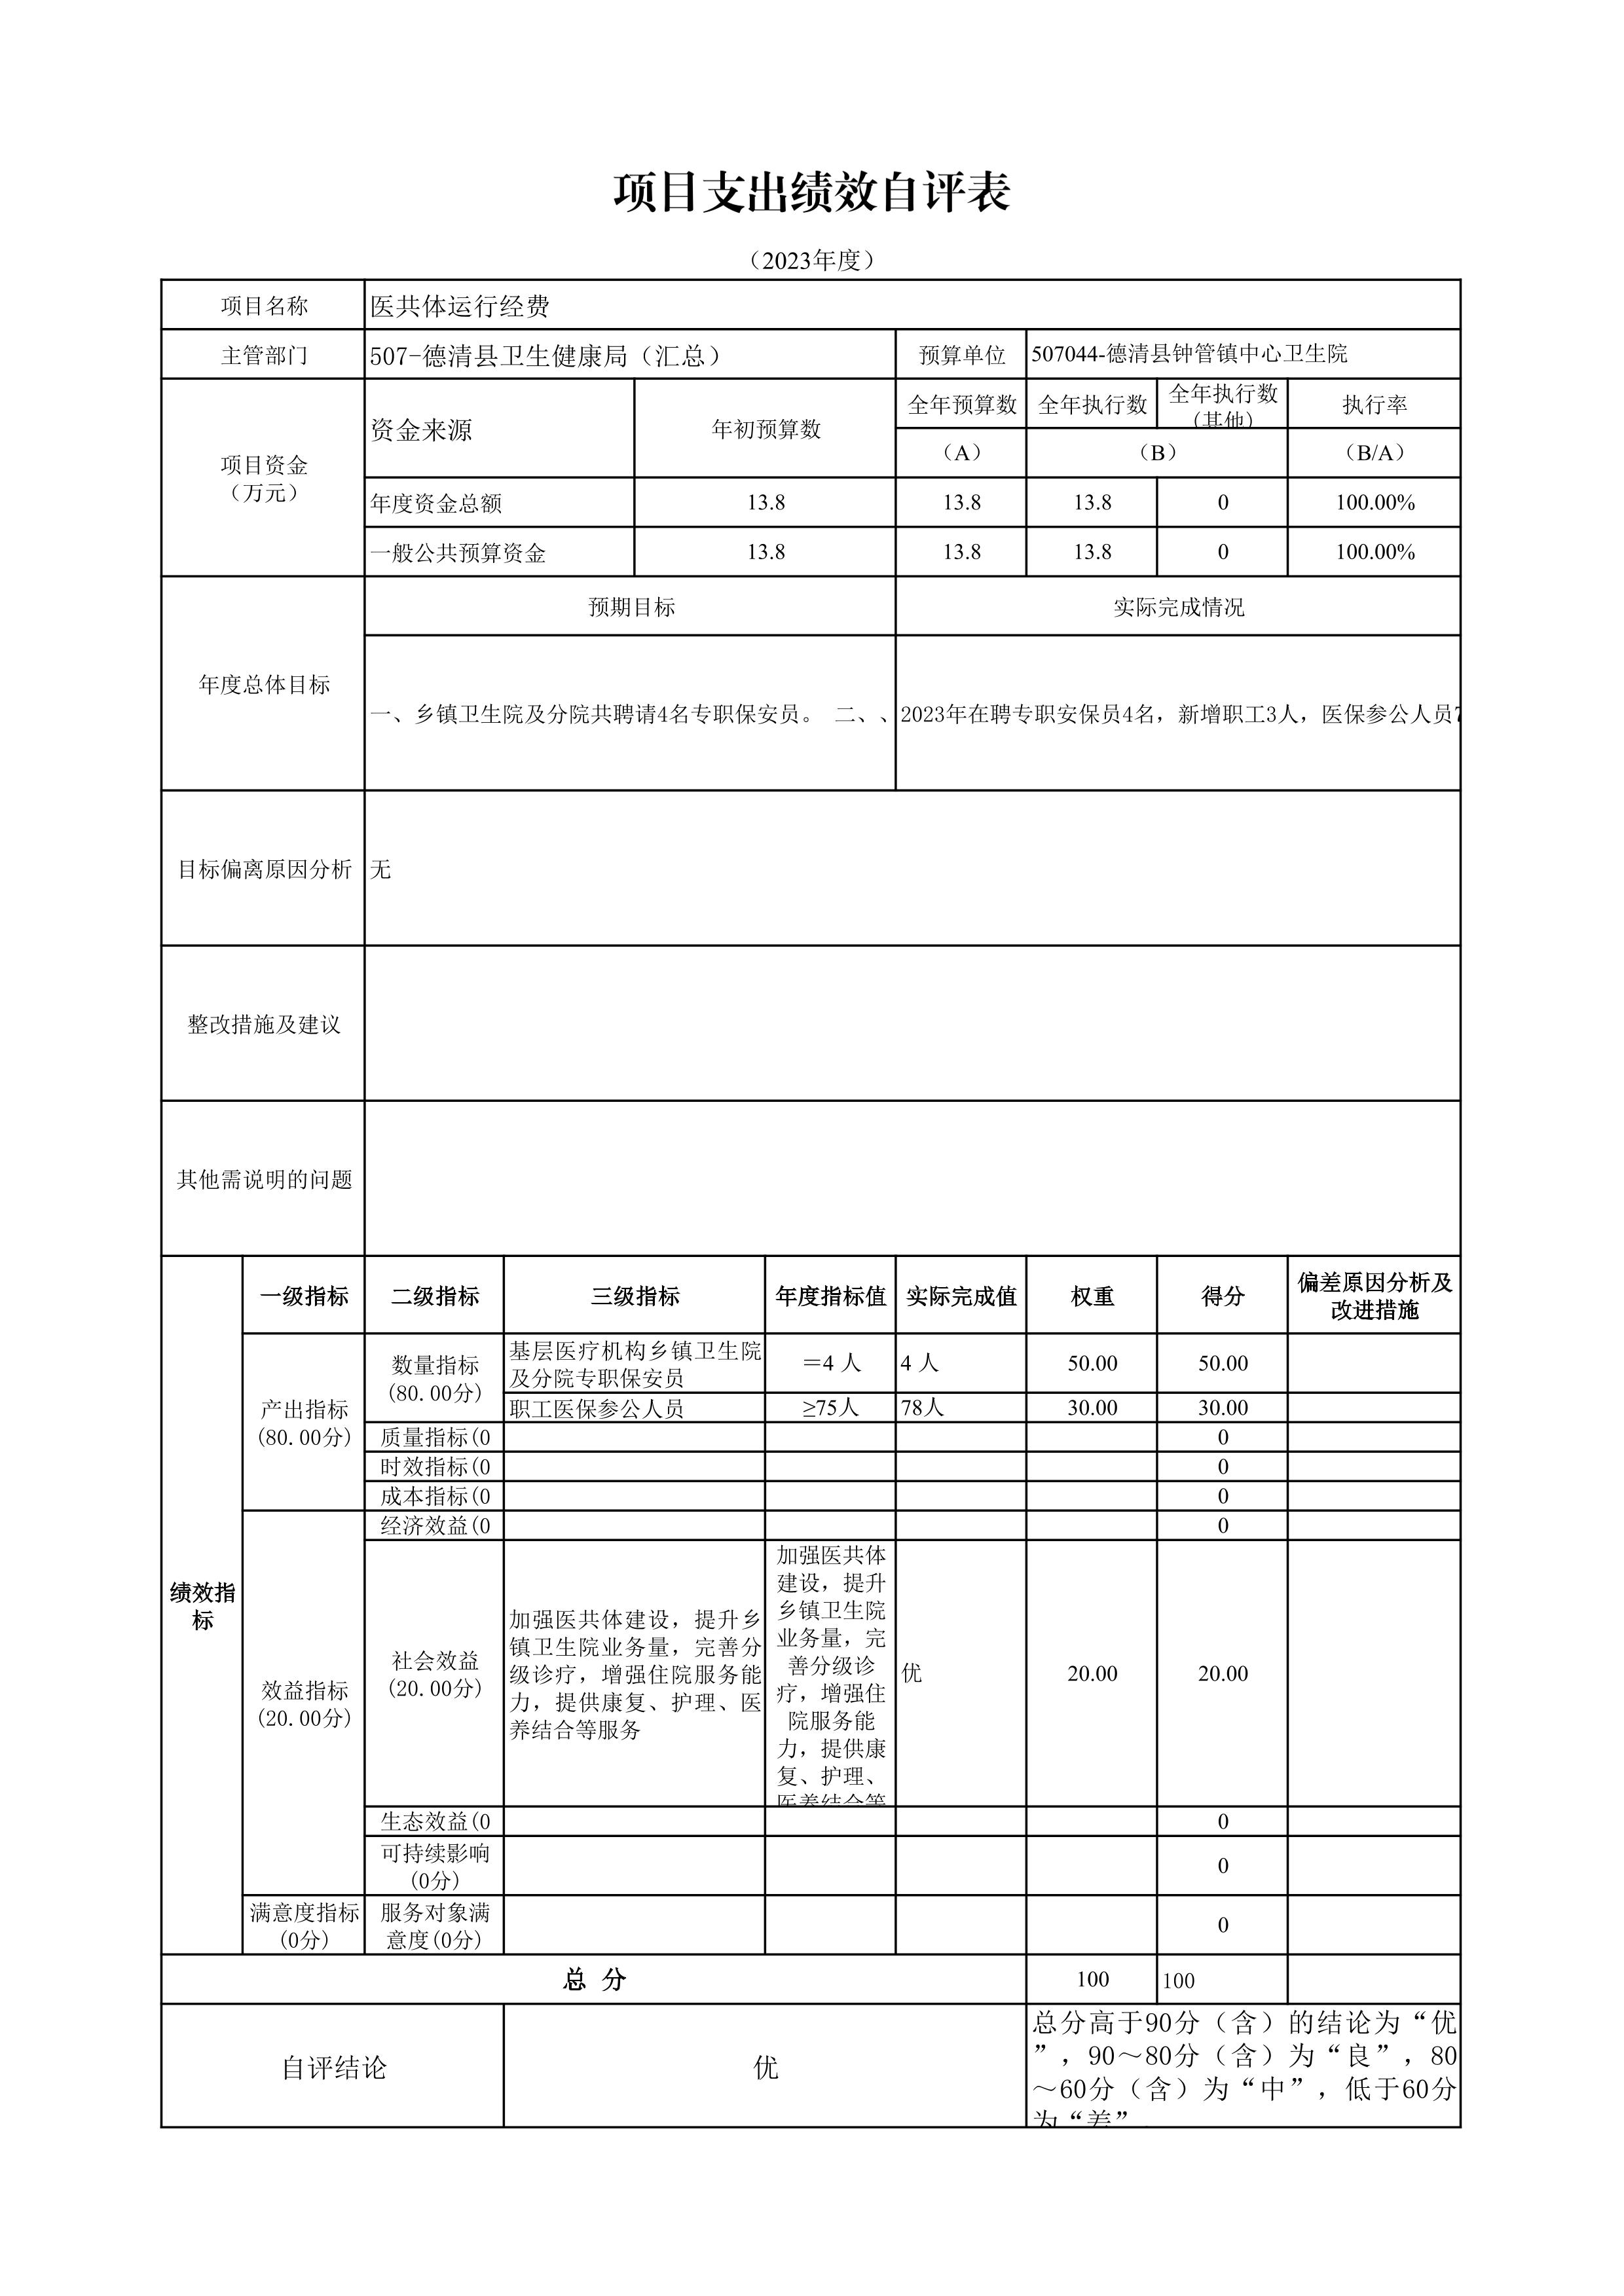 项目支出绩效自评表
（2023年度）
项目名称
医共体运行经费
主管部门
507-德清县卫生健康局（汇总）
预算单位
507044-德清县钟管镇中心卫生院
项目资金
（万元）
资金来源
年初预算数
全年预算数
全年执行数
全年执行数
(其他)
执行率
（A）
（B）
（B/A）
年度资金总额
13.8
13.8
13.8
0
100.00%
一般公共预算资金
13.8
13.8
13.8
0
100.00%
年度总体目标
预期目标
实际完成情况
一、乡镇卫生院及分院共聘请4名专职保安员。 二、、
2023年在聘专职安保员4名，新增职工3人，医保参公人员7
目标偏离原因分析
无
整改措施及建议
其他需说明的问题
绩效指
标
一级指标
二级指标
三级指标
年度指标值
实际完成值
权重
得分
偏差原因分析及
改进措施
产出指标
(80.00分)
数量指标
(80.00分)
基层医疗机构乡镇卫生院
及分院专职保安员
＝4 人
4 人
50.00
50.00
职工医保参公人员
≥75人
78人
30.00
30.00
质量指标(0
0
时效指标(0
0
成本指标(0
0
效益指标
(20.00分)
经济效益(0
0
社会效益
(20.00分)
加强医共体建设，提升乡
镇卫生院业务量，完善分
级诊疗，增强住院服务能
力，提供康复、护理、医
养结合等服务
加强医共体
建设，提升
乡镇卫生院
业务量，完
善分级诊
疗，增强住
院服务能
力，提供康
复、护理、
医养结合等
优
20.00
20.00
生态效益(0
0
可持续影响
(0分)
0
满意度指标
(0分)
服务对象满
意度(0分)
0
总 分
100
100
自评结论
优
总分高于90分（含）的结论为“优
”，90～80分（含）为“良”，80
～60分（含）为“中”，低于60分
为“差”